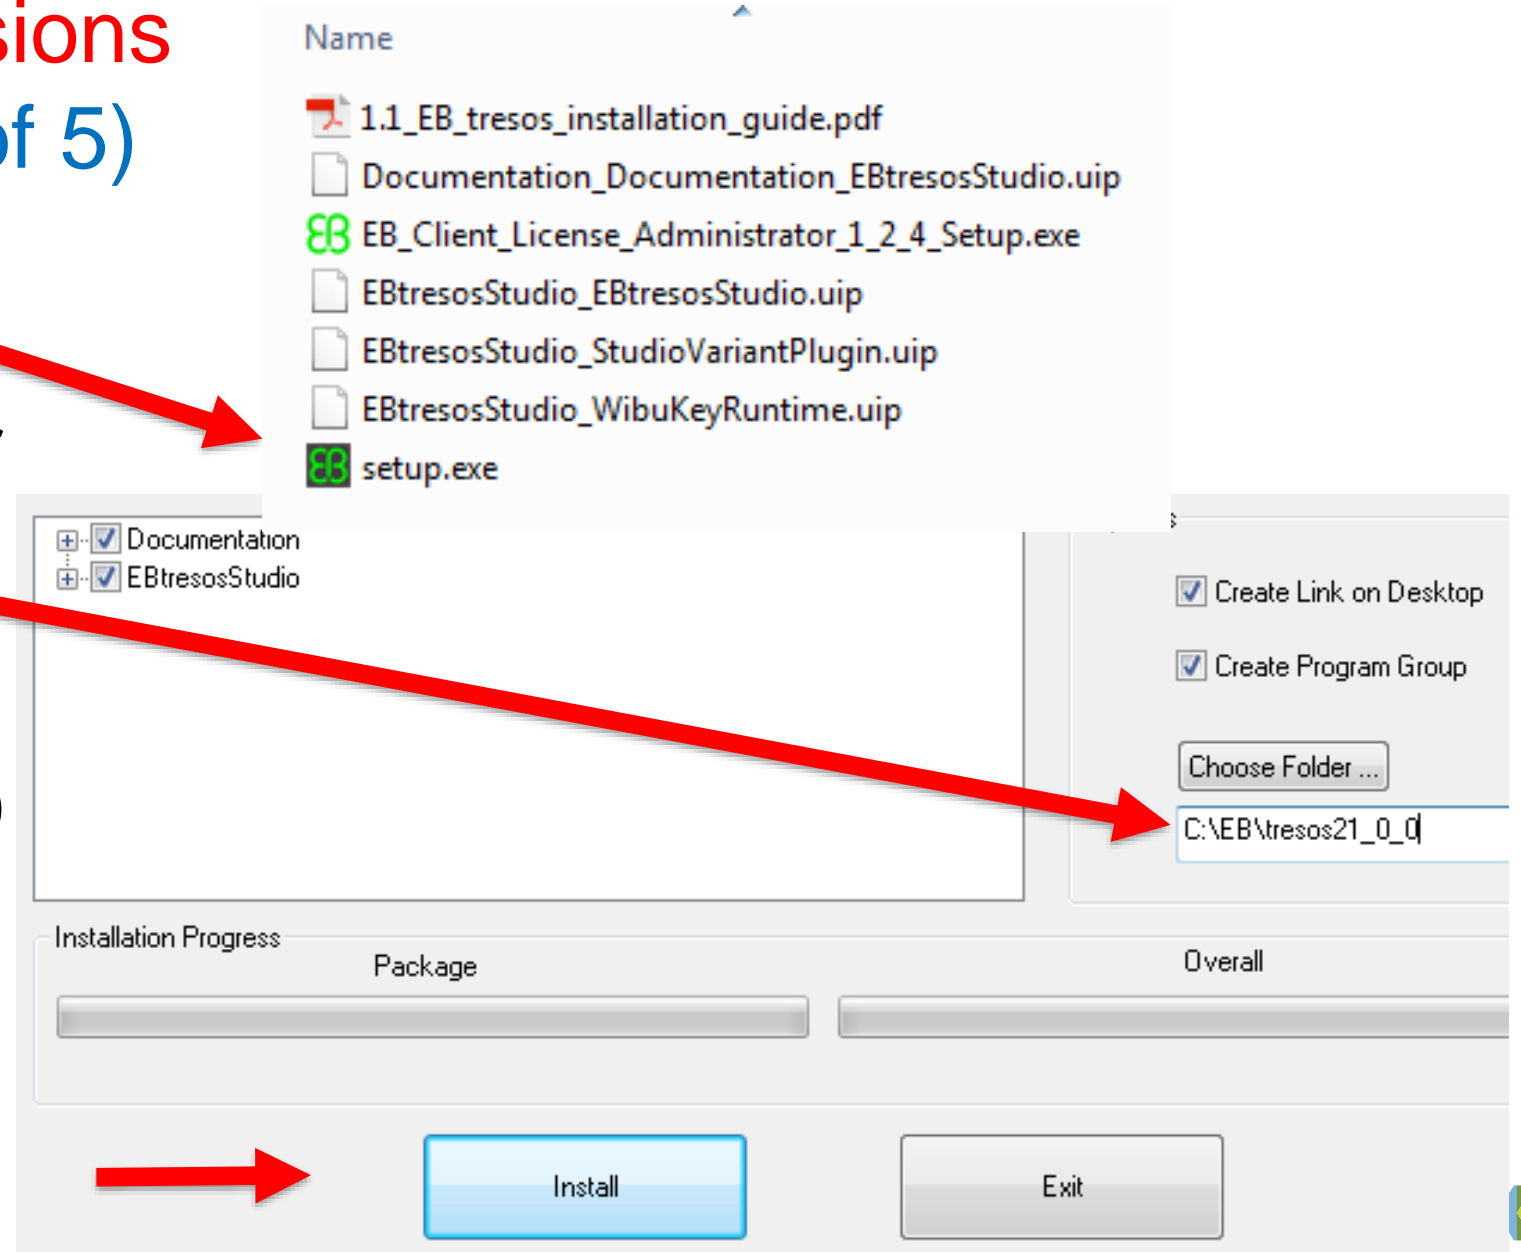 sions
of 5)
Name
1.1_EB_tresos_installation_guide.pdf
Documentation_Documentation_EBtresosStudio.uip
EB_Client_License_Administrator_1_2_4_Setup.exe
EBtresosStudio_EBtresosStudio.uip
EBtresosStudio_StudioVariantPlugin.uip
EBtresosStudio_WibuKeyRuntime.uip
setup.exe
Documentation
EBtresosStudio
Create Link on Desktop
Create Program Group
Choose Folder ...
C:\EB\tresos21_0_0
Installation Progress
Package
Overall
Install
Exit